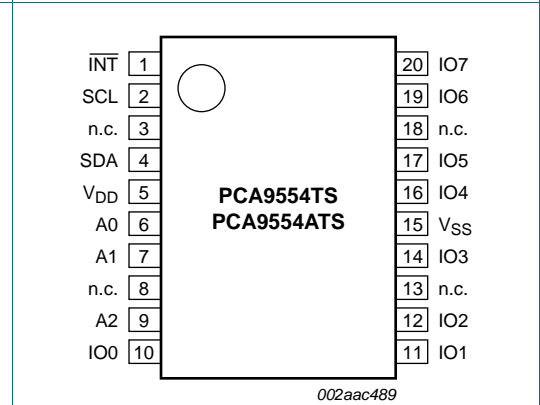 I̅N̅T̅ 1
SCL 2
n.c. 3
SDA 4
VDD 5
A0 6
A1 7
n.c. 8
A2 9
IO0 10
PCA9554TS
PCA9554ATS
20 IO7
19 IO6
18 n.c.
17 IO5
16 IO4
15 VSS
14 IO3
13 n.c.
12 IO2
11 IO1
002aac489